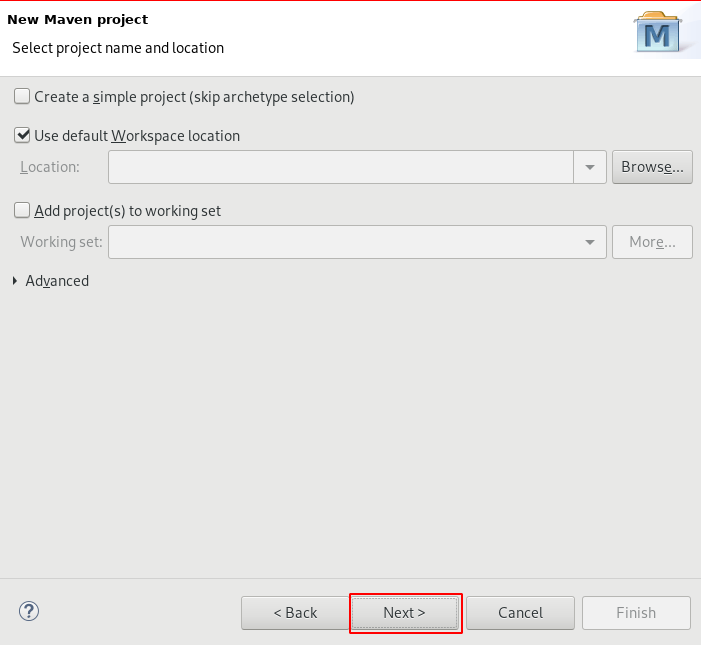 New Maven project
Select project name and location
M
Create a simple project (skip archetype selection)
Use default Workspace location
Location:
Browse...
Add project(s) to working set
Working set:
More...
Advanced
?
< Back
Next >
Cancel
Finish